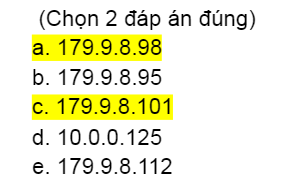 (Chọn 2 đáp án đúng)
a. 179.9.8.98
b. 179.9.8.95
c. 179.9.8.101
d. 10.0.0.125
e. 179.9.8.112